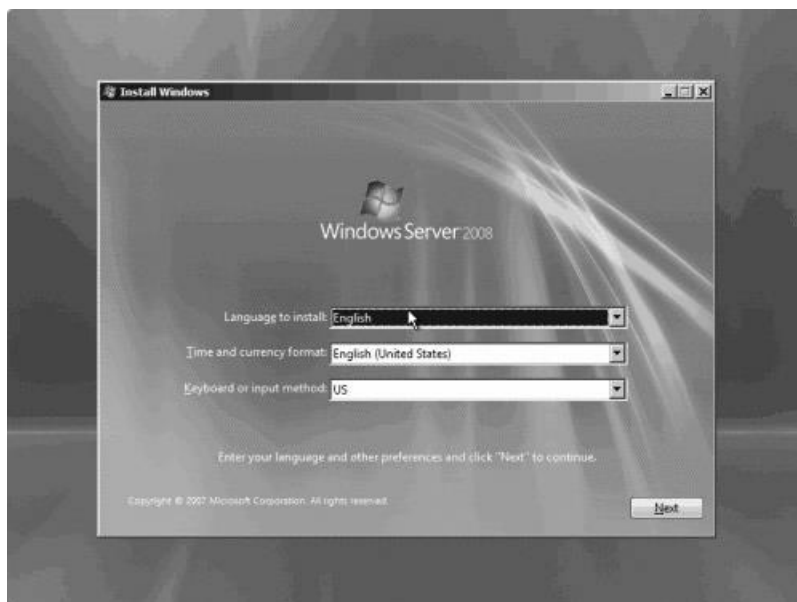 Install Windows
Windows Server 2008
Language to install: English
Time and currency format: English (United States)
Keyboard or input method: US
Enter your language and other preferences and click "Next" to continue.
Copyright © 2007 Microsoft Corporation. All rights reserved.
Next